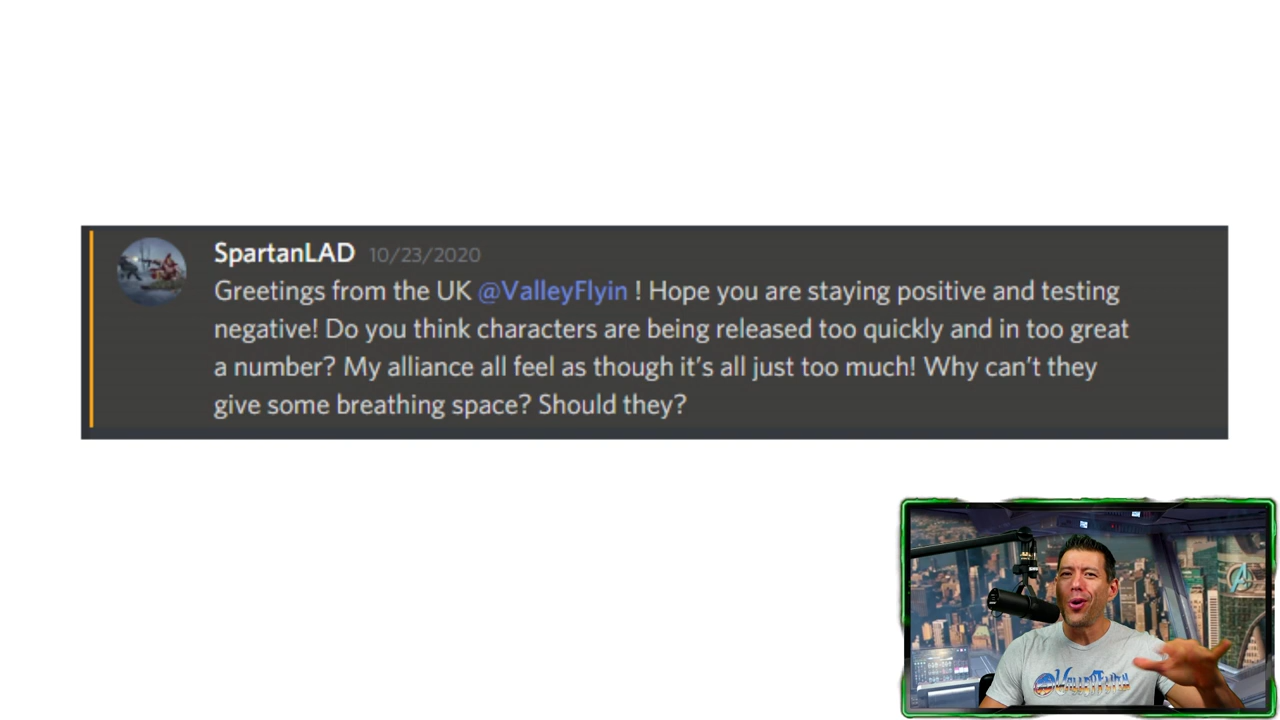 SpartanLAD 10/23/2020
Greetings from the UK @ValleyFlyin ! Hope you are staying positive and testing
negative! Do you think characters are being released too quickly and in too great
a number? My alliance all feel as though it's all just too much! Why can't they
give some breathing space? Should they?
VALLEYFLYIN